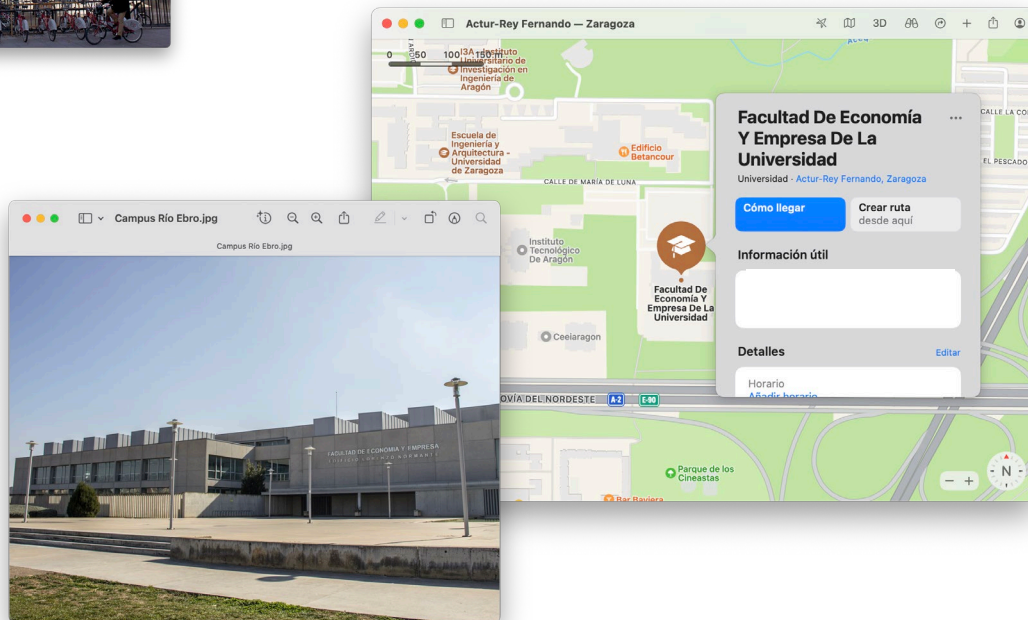 Actur-Rey Fernando — Zaragoza
3D
0 50 100 150 m
I3A - Instituto
Universitario de
Investigación en
Ingeniería de
Aragón
Escuela de
Ingeniería y
Arquitectura -
Universidad
de Zaragoza
Edificio
Betancour
CALLE DE MARÍA DE LUNA
Instituto
Tecnológico
De Aragón
Facultad De
Economía Y
Empresa De La
Universidad
Ceeiaragon
OVÍA DEL NORDESTE
A-2
E-90
Parque de los
Cineastas
Bar Baviera
CALLE LA CO
EL PESCADO
N
Facultad De Economía
Y Empresa De La
Universidad
Universidad · Actur-Rey Fernando, Zaragoza
Cómo llegar
Crear ruta
desde aquí
Información útil
Detalles
Editar
Horario
Añadir horario
Campus Río Ebro.jpg
Campus Río Ebro.jpg
FACULTAD DE ECONOMIA Y EMPRESA
EDIFICIO LORENZO NORMANTE